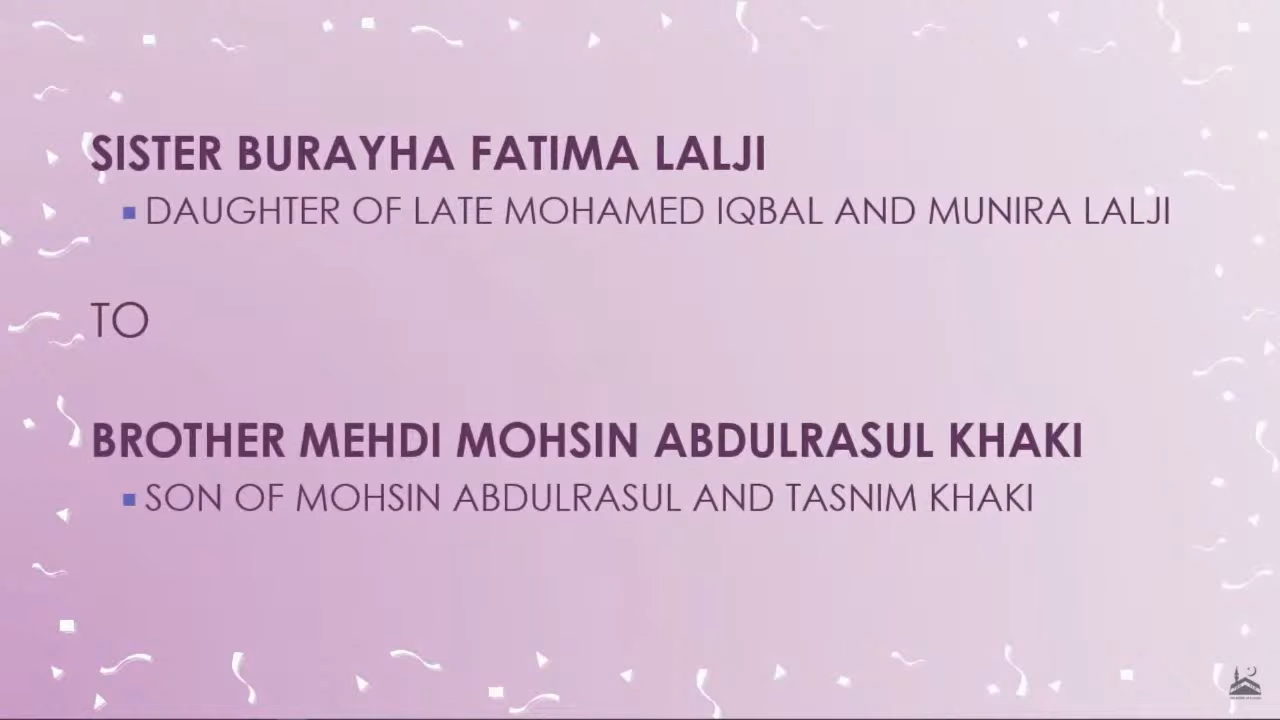 SISTER BURAYHA FATIMA LALJI
DAUGHTER OF LATE MOHAMED IQBAL AND MUNIRA LALJI
TO
BROTHER MEHDI MOHSIN ABDULRASUL KHAKI
SON OF MOHSIN ABDULRASUL AND TASNIM KHAKI